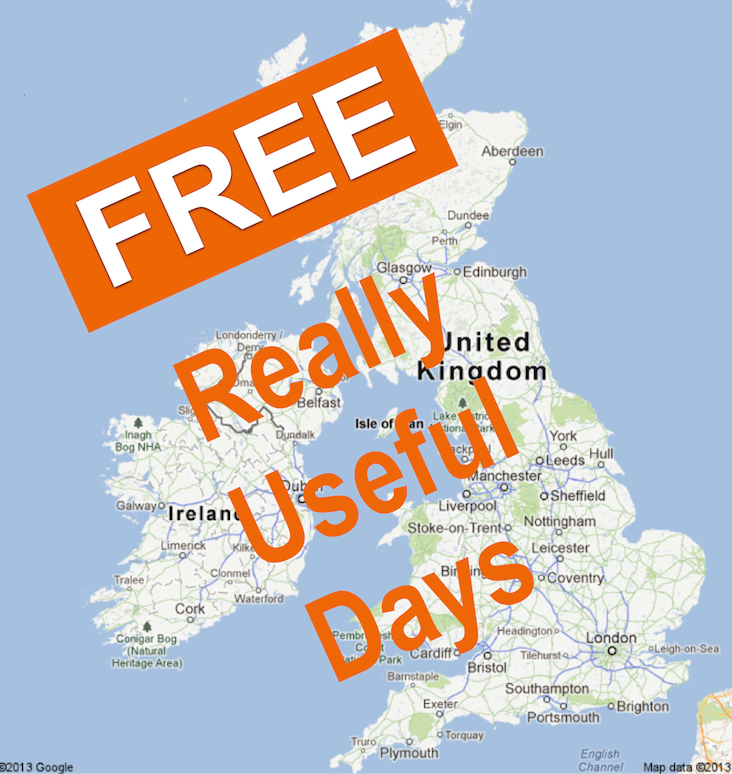 FREE
Elgin
Aberdeen
Dundee
Perth
Glasgow
Edinburgh
Really
Londonderry /
Derry
United
Kingdom
Belfast
Isle of Man
Useful
Inagh
Bog NHA
Dundalk
York
Leeds
Hull
Manchester
Galway
Ireland
Liverpool
Sheffield
Stoke-on-Trent
Nottingham
Limerick
Leicester
Days
Clonmel
Coventry
Tralee
Waterford
Cork
Headington
London
Conigar Bog
(Natural
Heritage Area)
Cardiff
Tilehurst
Leigh-on-Sea
Bristol
Barnstaple
Southampton
Brighton
Exeter
Portsmouth
Torquay
Truro
Plymouth
English
Channel
©2013 Google
Map data ©2013